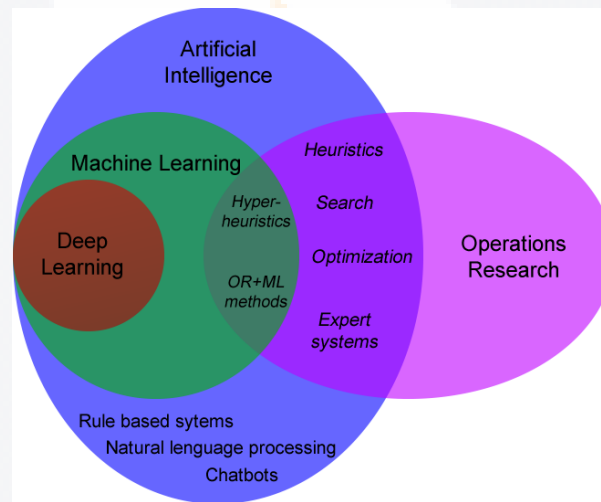 Artificial
Intelligence
Machine Learning
Deep
Learning
Hyper-
heuristics
OR+ML
methods
Heuristics
Search
Optimization
Expert
systems
Operations
Research
Rule based sytems
Natural lenguage processing
Chatbots